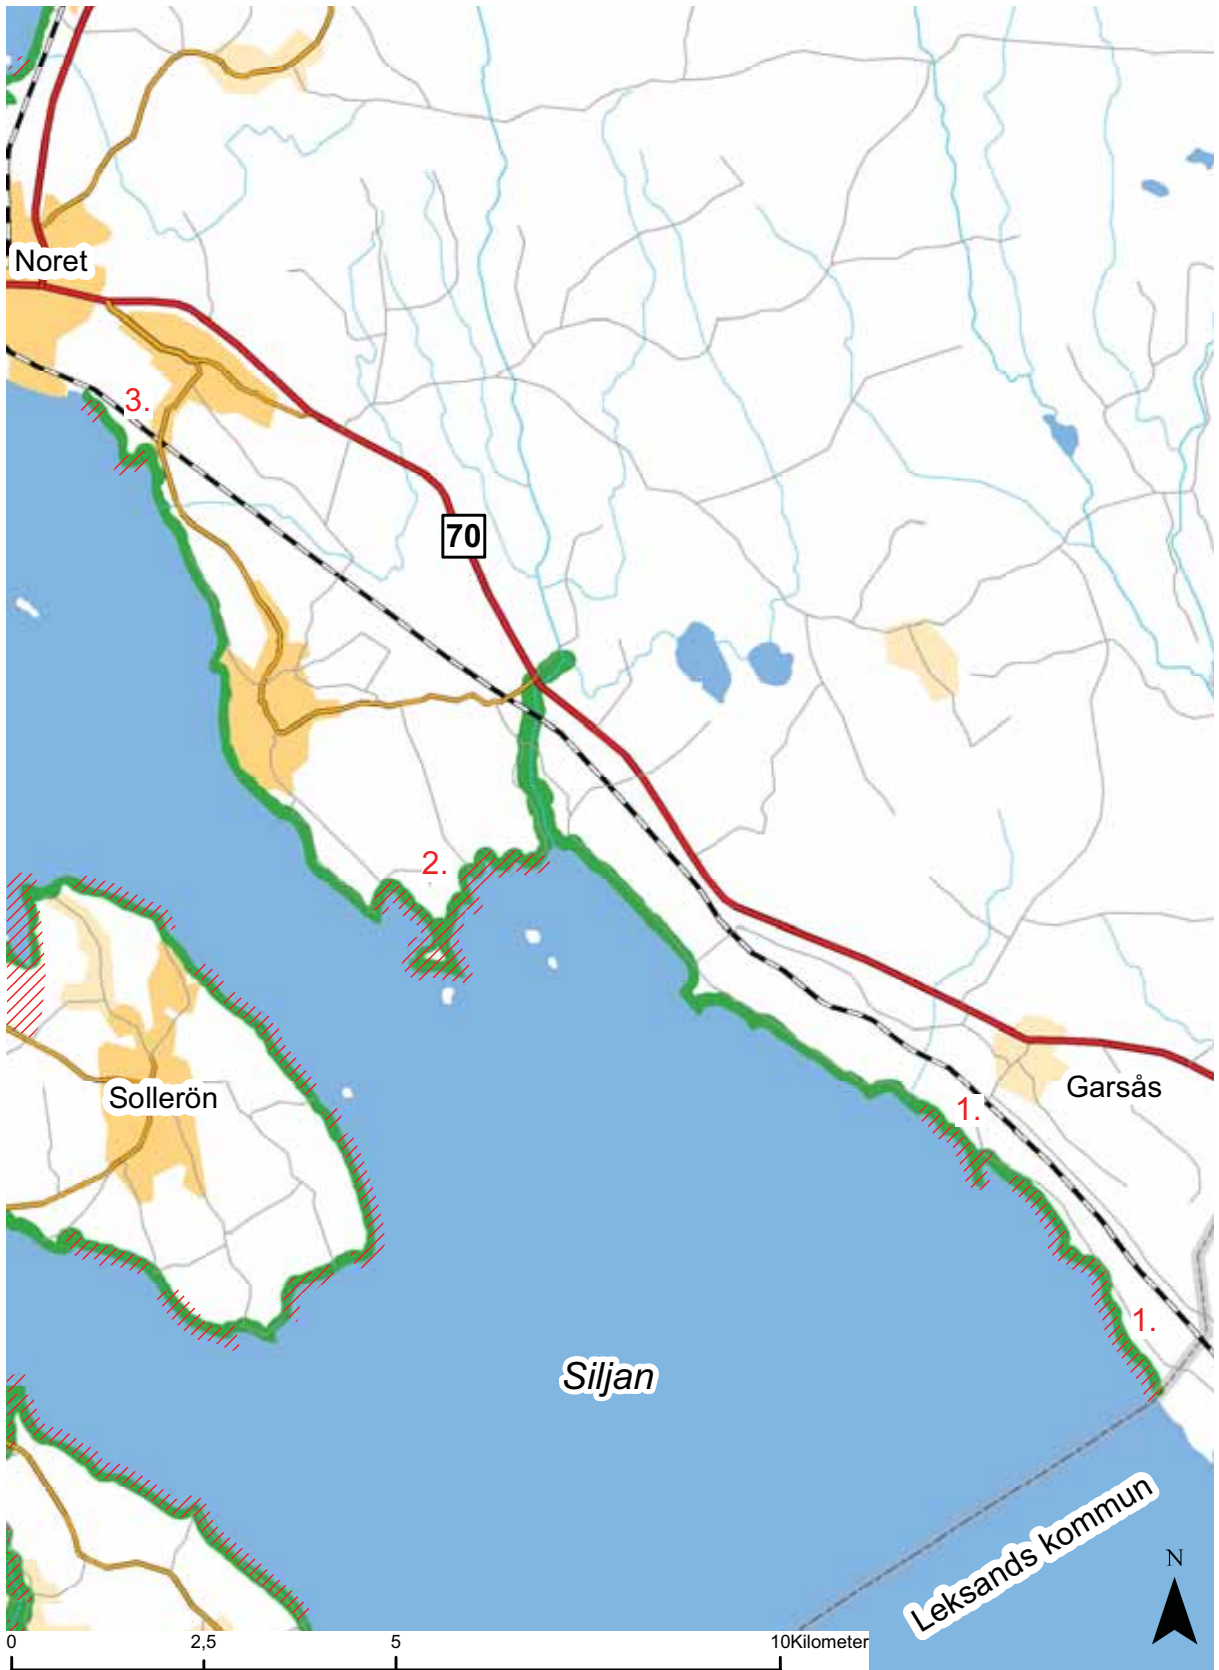 Noret
3.
70
2.
Sollerön
Garsås
1.
1.
Siljan
Leksands kommun
N
0 2,5 5 10Kilometer